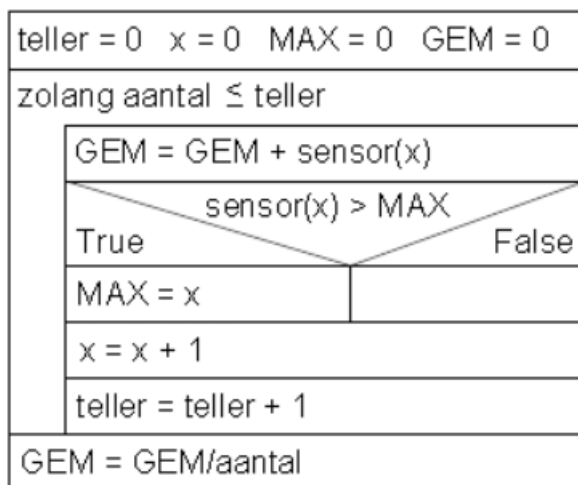 teller = 0 x = 0 MAX = 0 GEM = 0
zolang aantal ≤ teller
GEM = GEM + sensor(x)
sensor(x) > MAX
True False
MAX = x
x = x + 1
teller = teller + 1
GEM = GEM/aantal